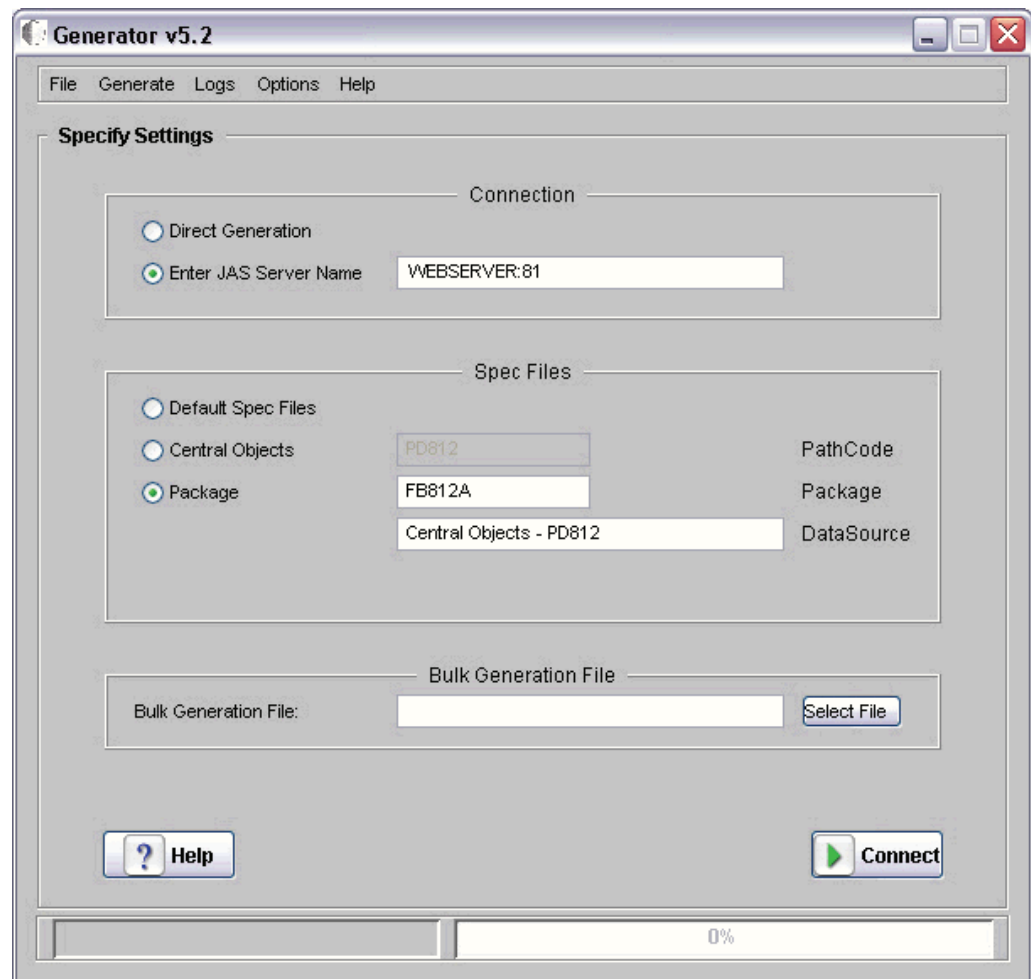 Generator v5.2
File Generate Logs Options Help
Specify Settings
Connection
Direct Generation
Enter JAS Server Name WEBSERVER:81
Spec Files
Default Spec Files
Central Objects PD812 PathCode
Package FB812A Package
Central Objects - PD812 DataSource
Bulk Generation File
Bulk Generation File: Select File
? Help Connect
0%